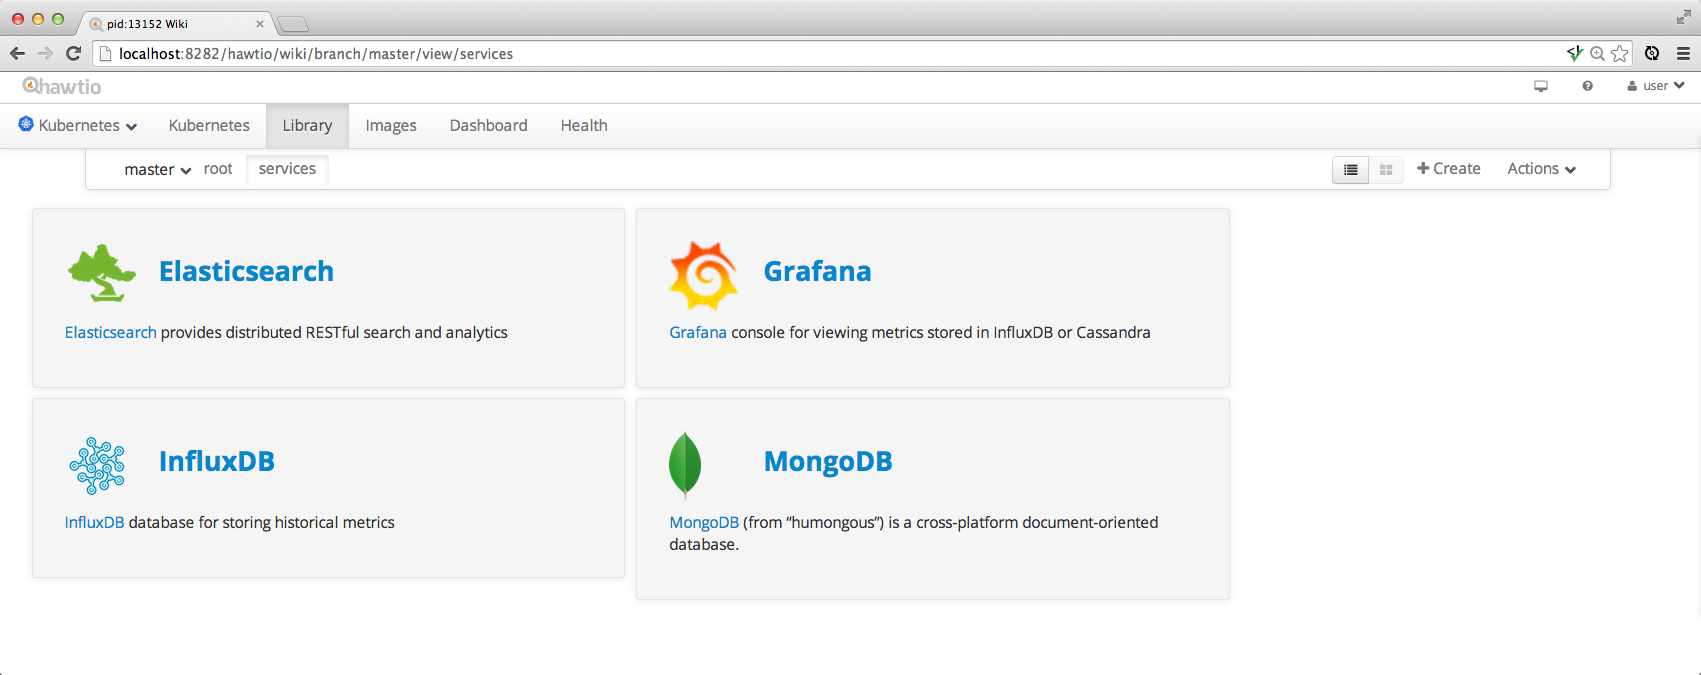 pid:13152 Wiki
localhost:8282/hawtio/wiki/branch/master/view/services
hawtio
user
Kubernetes Kubernetes Library Images Dashboard Health
master root services Create Actions
Elasticsearch
Elasticsearch provides distributed RESTful search and analytics
Grafana
Grafana console for viewing metrics stored in InfluxDB or Cassandra
InfluxDB
InfluxDB database for storing historical metrics
MongoDB
MongoDB (from “humongous”) is a cross-platform document-oriented
database.